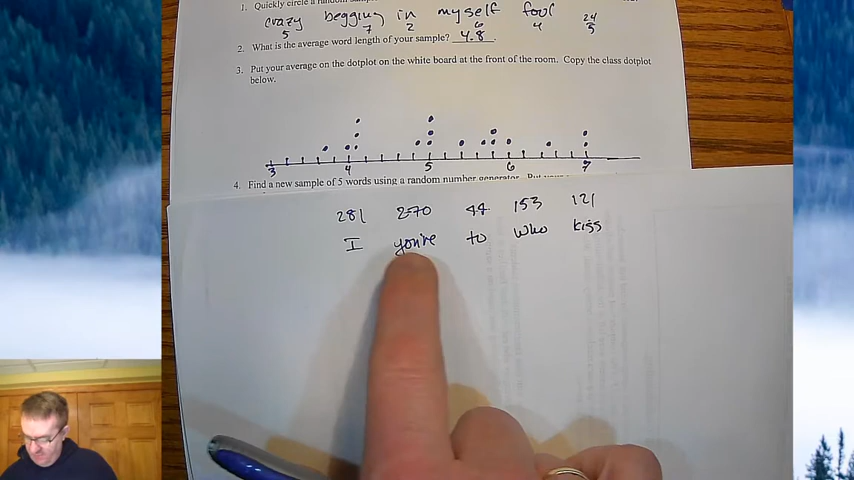 1. Quickly circle a random
crazy begging in myself fool 24
5 7 2 6 4 5
2. What is the average word length of your sample? 4.8.
3. Put your average on the dotplot on the white board at the front of the room. Copy the class dotplot
below.
3 4 5 6 7
4. Find a new sample of 5 words using a random number generator.
281 270 44 153 121
I you're to who kiss